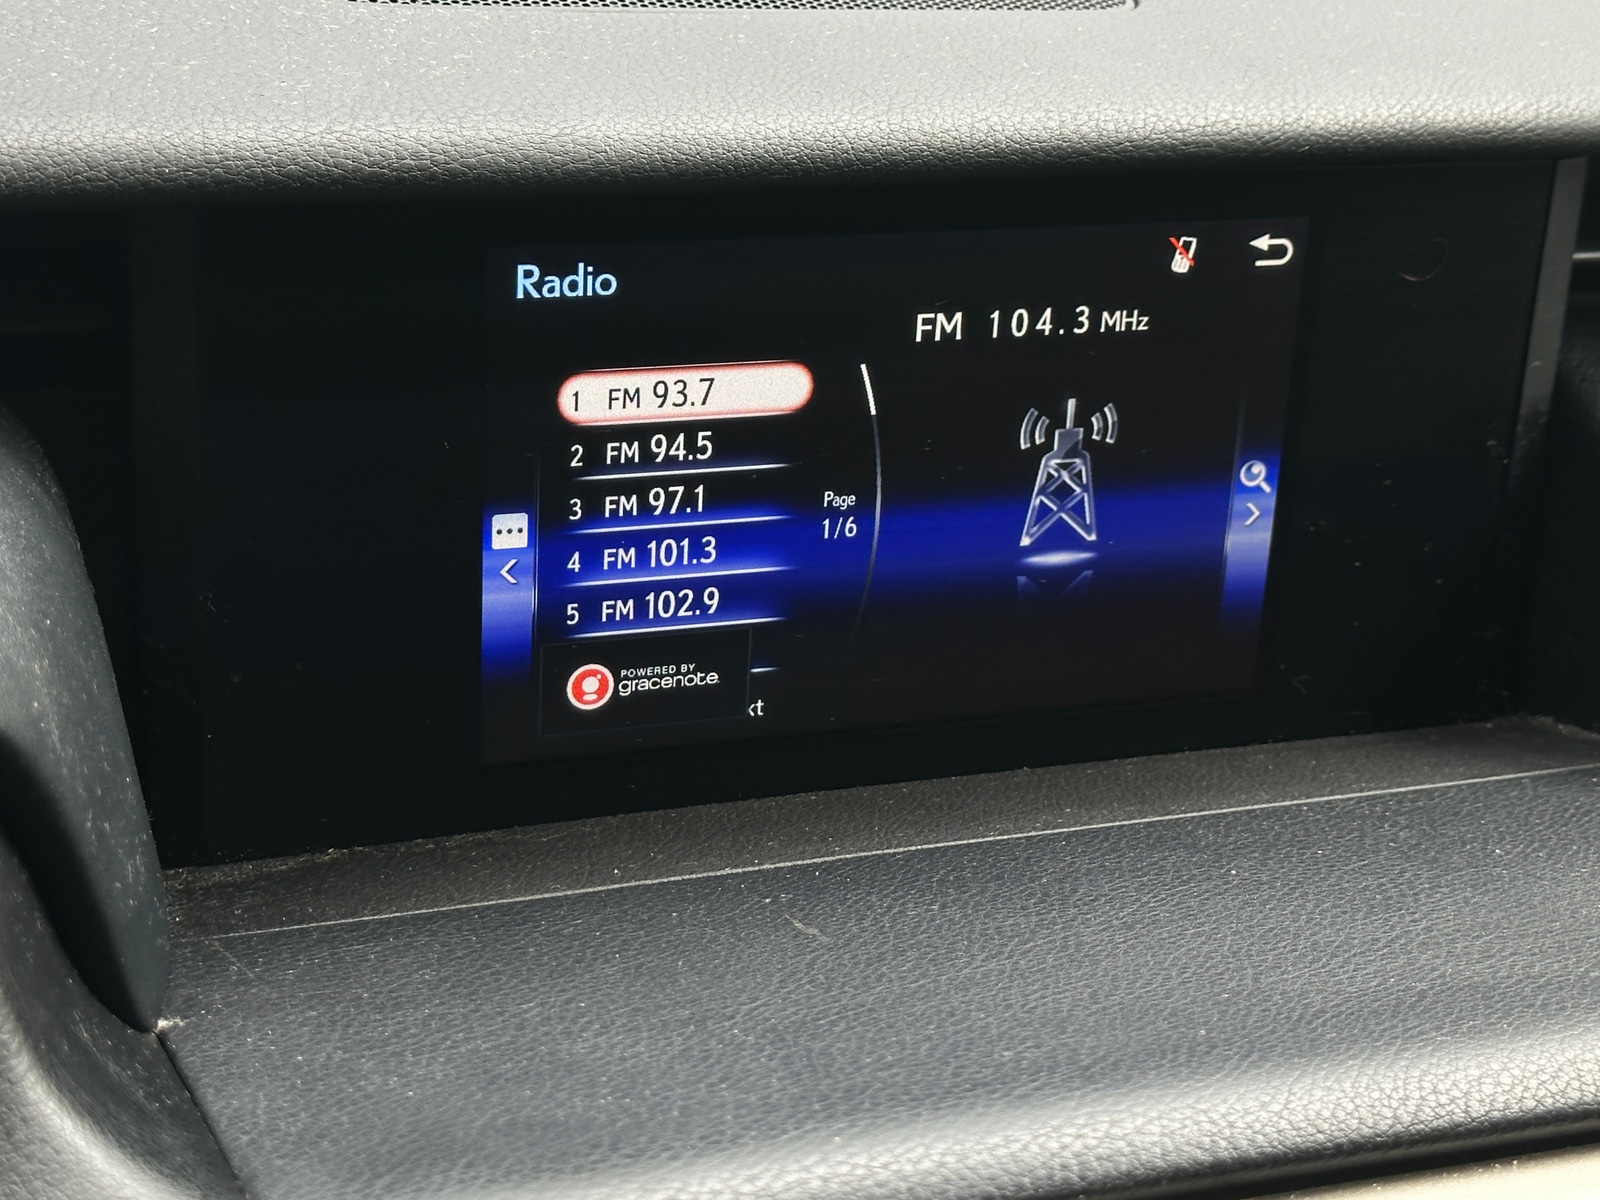 Radio
FM 104.3 MHz
1 FM 93.7
2 FM 94.5
3 FM 97.1
4 FM 101.3
5 FM 102.9
Page
1/6
POWERED BY
gracenote.